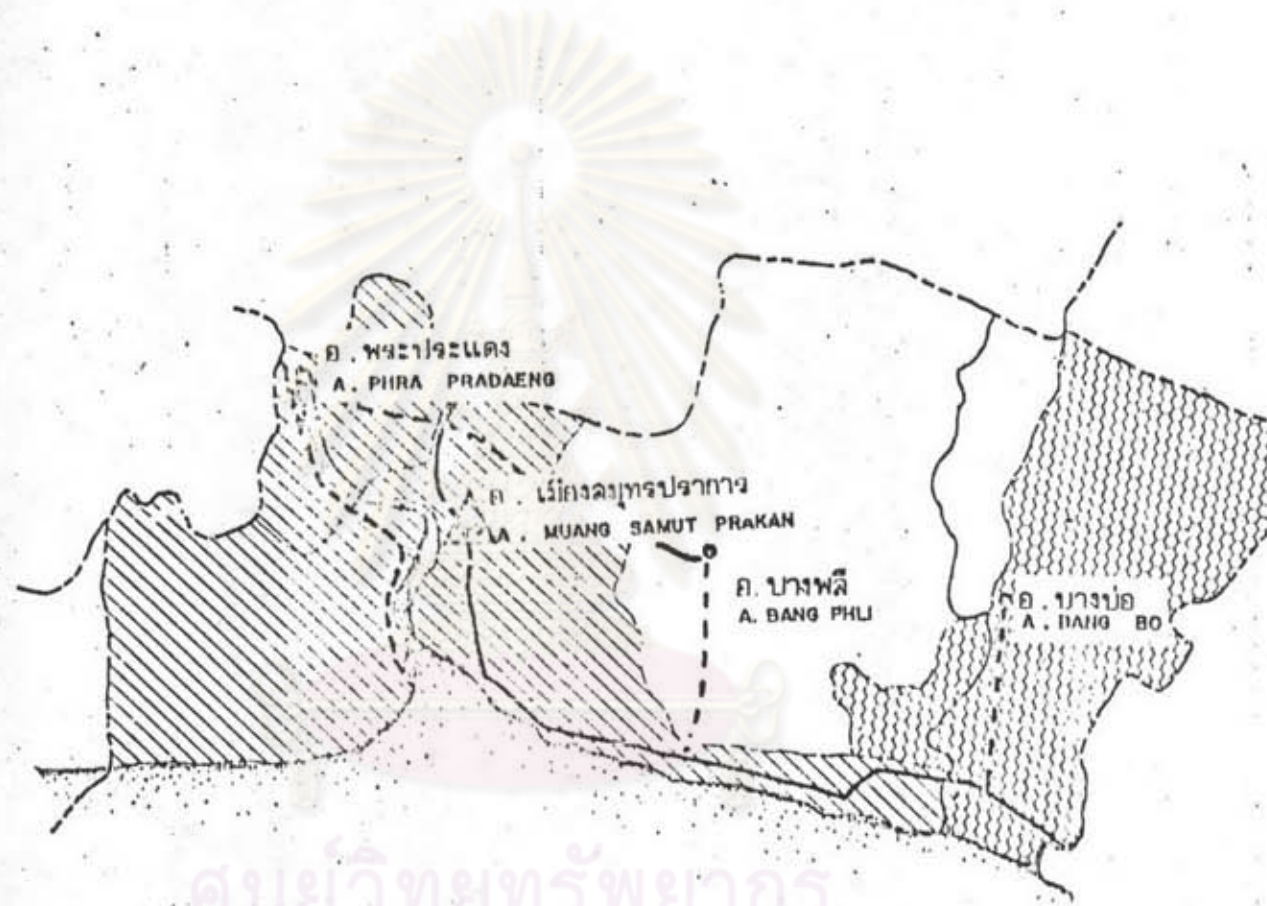 อ. พระประแดง
A. PHRA PRADAENG
อ. เมืองสมุทรปราการ
A. MUANG SAMUT PRAKAN
อ. บางพลี
A. BANG PHLI
อ. บางบ่อ
A. BANG BO
ศูนย์วิทยทรัพยากร